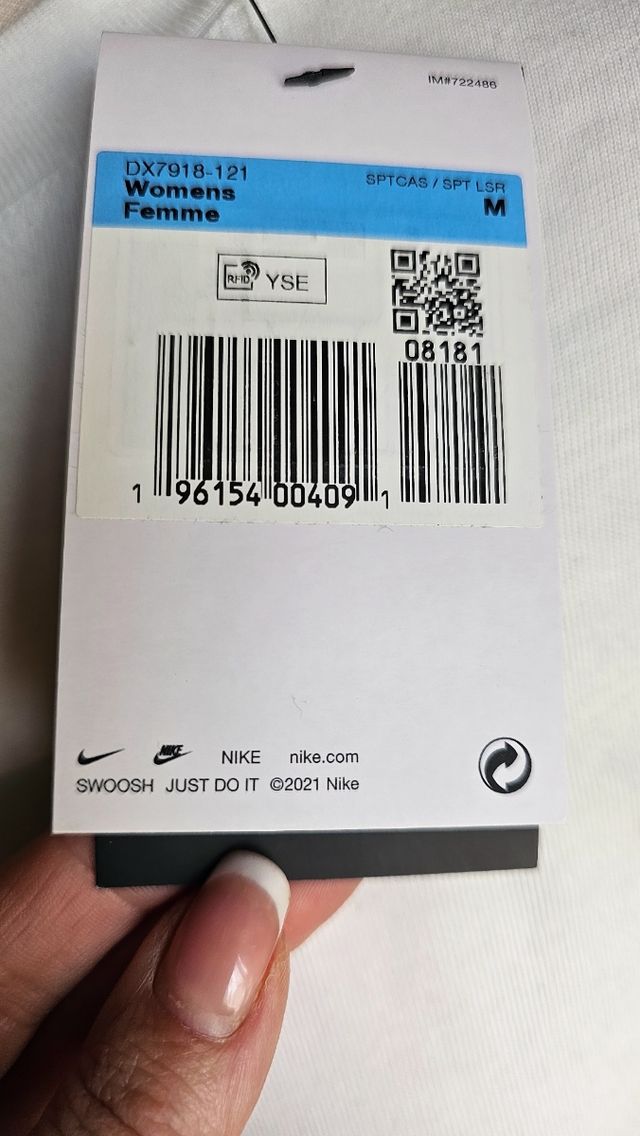 IM#722486
DX7918-121
Womens
Femme
SPTCAS / SPT LSR
M
RFID YSE
08181
1 96154 00409 1
NIKE
NIKE nike.com
SWOOSH JUST DO IT ©2021 Nike